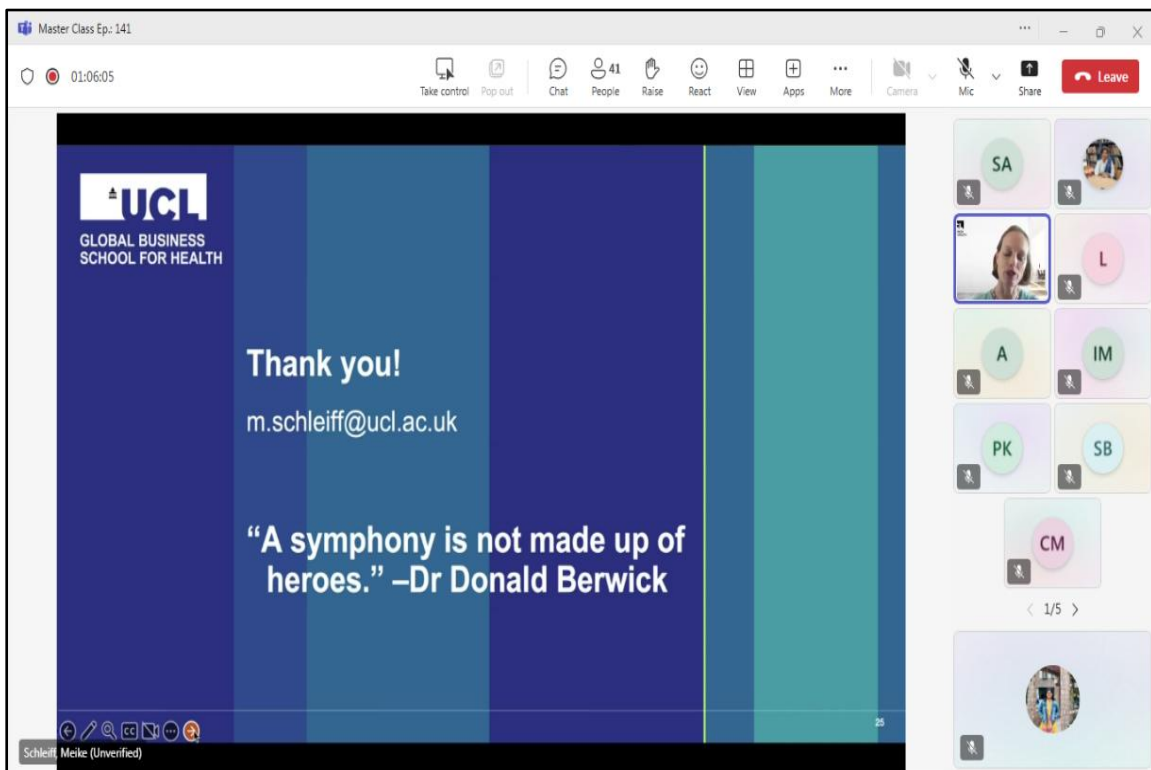 Master Class Ep.: 141
01:06:05
Take control
Pop out
Chat
41
People
Raise
React
View
Apps
More
Camera
Mic
Share
Leave
UCL
GLOBAL BUSINESS
SCHOOL FOR HEALTH
Thank you!
m.schleiff@ucl.ac.uk
“A symphony is not made up of
heroes.” –Dr Donald Berwick
25
CC
Schleiff, Meike (Unverified)
SA
L
A
IM
PK
SB
CM
1/5